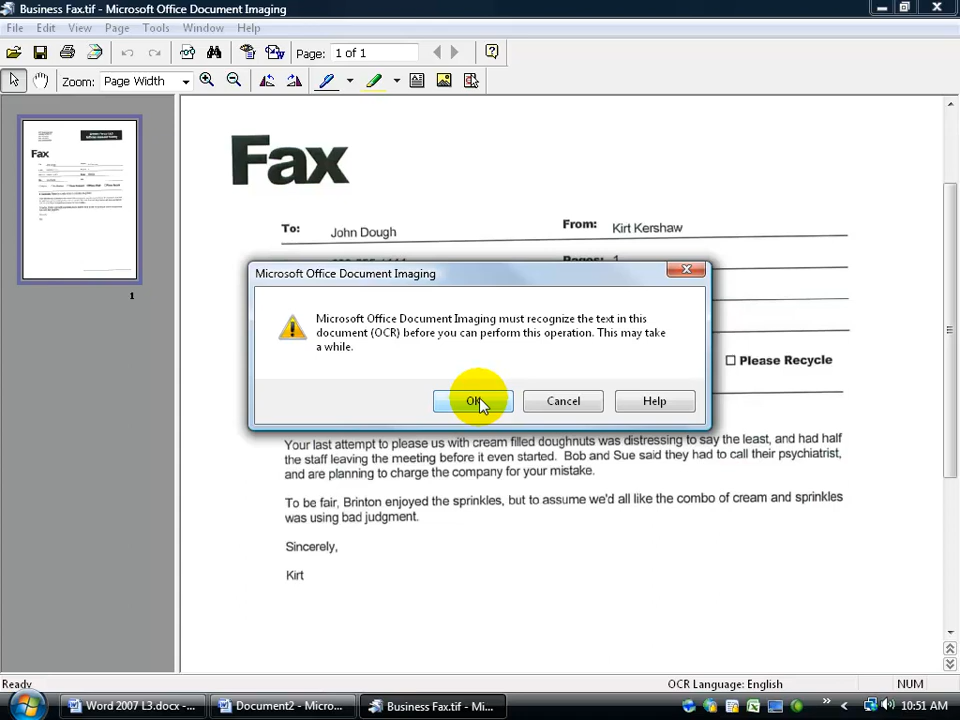 Business Fax.tif - Microsoft Office Document Imaging
File Edit View Page Tools Window Help
Page: 1 of 1
Zoom: Page Width
Fax
To: John Dough From: Kirt Kershaw
Pages: 1
Microsoft Office Document Imaging
Microsoft Office Document Imaging must recognize the text in this
document (OCR) before you can perform this operation. This may take
a while.
OK Cancel Help
Please Recycle
Your last attempt to please us with cream filled doughnuts was distressing to say the least, and had half
the staff leaving the meeting before it even started. Bob and Sue said they had to call their psychiatrist,
and are planning to charge the company for your mistake.
To be fair, Brinton enjoyed the sprinkles, but to assume we'd all like the combo of cream and sprinkles
was using bad judgment.
Sincerely,
Kirt
Fax
1
Ready OCR Language: English NUM
Word 2007 L3.docx -... Document2 - Micro... Business Fax.tif - Mi... 10:51 AM